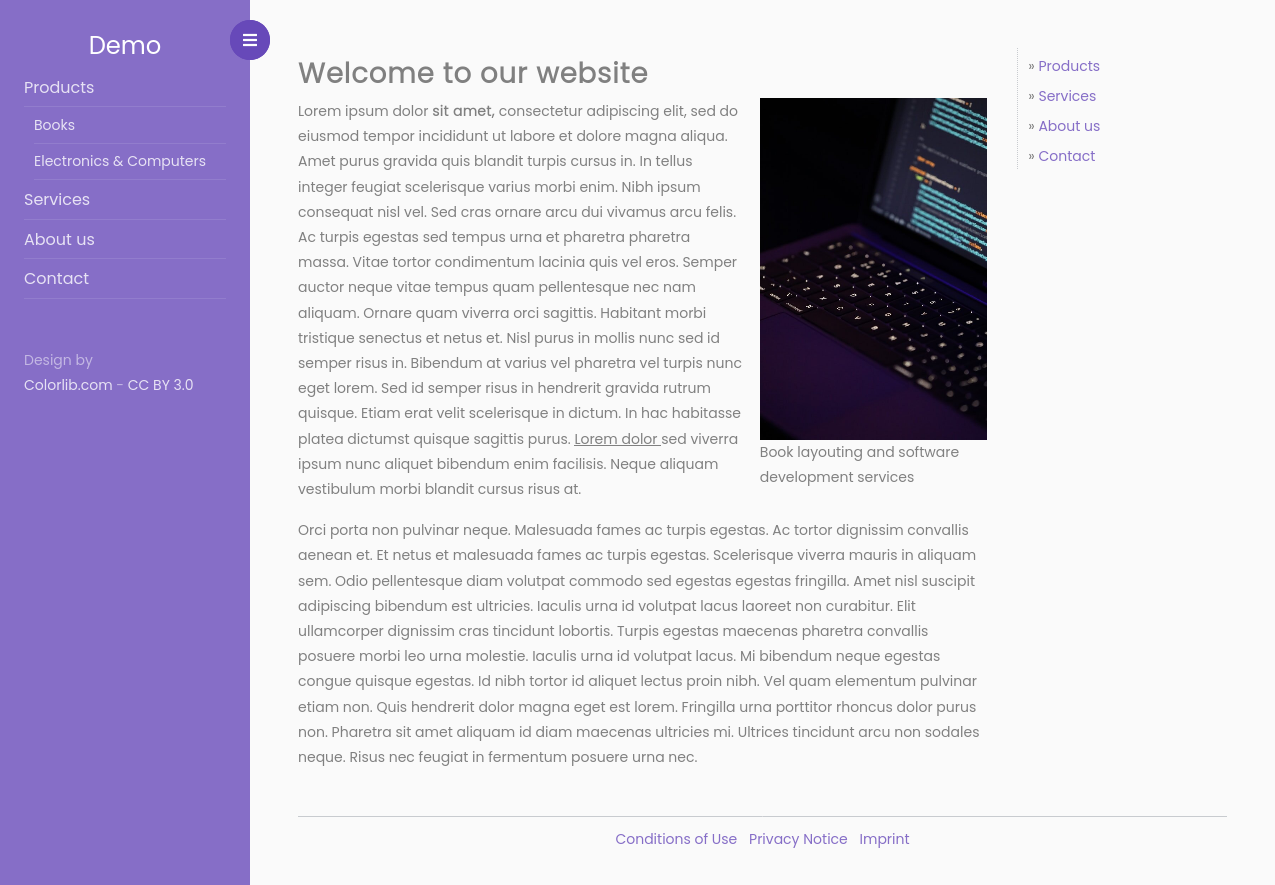 Demo
Products
Books
Electronics & Computers
Services
About us
Contact
Design by
Colorlib.com - CC BY 3.0
Welcome to our website
Lorem ipsum dolor sit amet, consectetur adipiscing elit, sed do
eiusmod tempor incididunt ut labore et dolore magna aliqua.
Amet purus gravida quis blandit turpis cursus in. In tellus
integer feugiat scelerisque varius morbi enim. Nibh ipsum
consequat nisl vel. Sed cras ornare arcu dui vivamus arcu felis.
Ac turpis egestas sed tempus urna et pharetra pharetra
massa. Vitae tortor condimentum lacinia quis vel eros. Semper
auctor neque vitae tempus quam pellentesque nec nam
aliquam. Ornare quam viverra orci sagittis. Habitant morbi
tristique senectus et netus et. Nisl purus in mollis nunc sed id
semper risus in. Bibendum at varius vel pharetra vel turpis nunc
eget lorem. Sed id semper risus in hendrerit gravida rutrum
quisque. Etiam erat velit scelerisque in dictum. In hac habitasse
platea dictumst quisque sagittis purus. Lorem dolor sed viverra
ipsum nunc aliquet bibendum enim facilisis. Neque aliquam
vestibulum morbi blandit cursus risus at.
Book layouting and software
development services
Orci porta non pulvinar neque. Malesuada fames ac turpis egestas. Ac tortor dignissim convallis
aenean et. Et netus et malesuada fames ac turpis egestas. Scelerisque viverra mauris in aliquam
sem. Odio pellentesque diam volutpat commodo sed egestas egestas fringilla. Amet nisl suscipit
adipiscing bibendum est ultricies. Iaculis urna id volutpat lacus laoreet non curabitur. Elit
ullamcorper dignissim cras tincidunt lobortis. Turpis egestas maecenas pharetra convallis
posuere morbi leo urna molestie. Iaculis urna id volutpat lacus. Mi bibendum neque egestas
congue quisque egestas. Id nibh tortor id aliquet lectus proin nibh. Vel quam elementum pulvinar
etiam non. Quis hendrerit dolor magna eget est lorem. Fringilla urna porttitor rhoncus dolor purus
non. Pharetra sit amet aliquam id diam maecenas ultricies mi. Ultrices tincidunt arcu non sodales
neque. Risus nec feugiat in fermentum posuere urna nec.
» Products
» Services
» About us
» Contact
Conditions of Use Privacy Notice Imprint